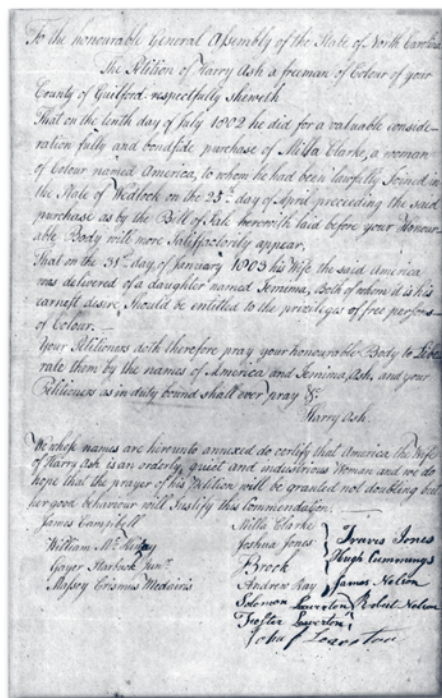 To the honourable General Assembly of the State of North Carolina
The Petition of Harry Ash a freeman of Colour of your
County of Guilford respectfully sheweth
That on the tenth day of July 1802 he did for a valuable conside-
ration fully and bondfide purchase of Milla Clarke, a woman
of Colour named America, to whom he had been lawfully Joined in
the State of Wedlock on the 25th day of April preceeding the said
purchase as by the Bill of Sale herewith laid before your Honour-
able Body will more Satisfactorily appear.
That on the 31st day of January 1803 his Wife the said America
was delivered of a daughter named Jemima, Both of whom it is his
earnest desire Should be entitled to the privileges of free persons
of Colour. —
Your Petitioners doth therefore pray your honourable Body to Libe
rate them by the names of America and Jemima Ash, and your
Petitioners as in duty bound shall ever pray &c.
Harry Ash.
We whose names are hereunto annexed do certify that America the Wife
of Harry Ash is an orderly, quiet and industrious Woman and we do
hope that the prayer of his Petition will be granted not doubting but
her good behaviour will Justify this Commendation. —
James Campbell
William
Gayer Starbuck Junr.
Massey Erismus Medairis
Milla Clarke
Joshua Jones
Brook
Andrew Ray
Solomon
John
Travis Jones
Hugh Cummings
James Nelson
Robert Nelson